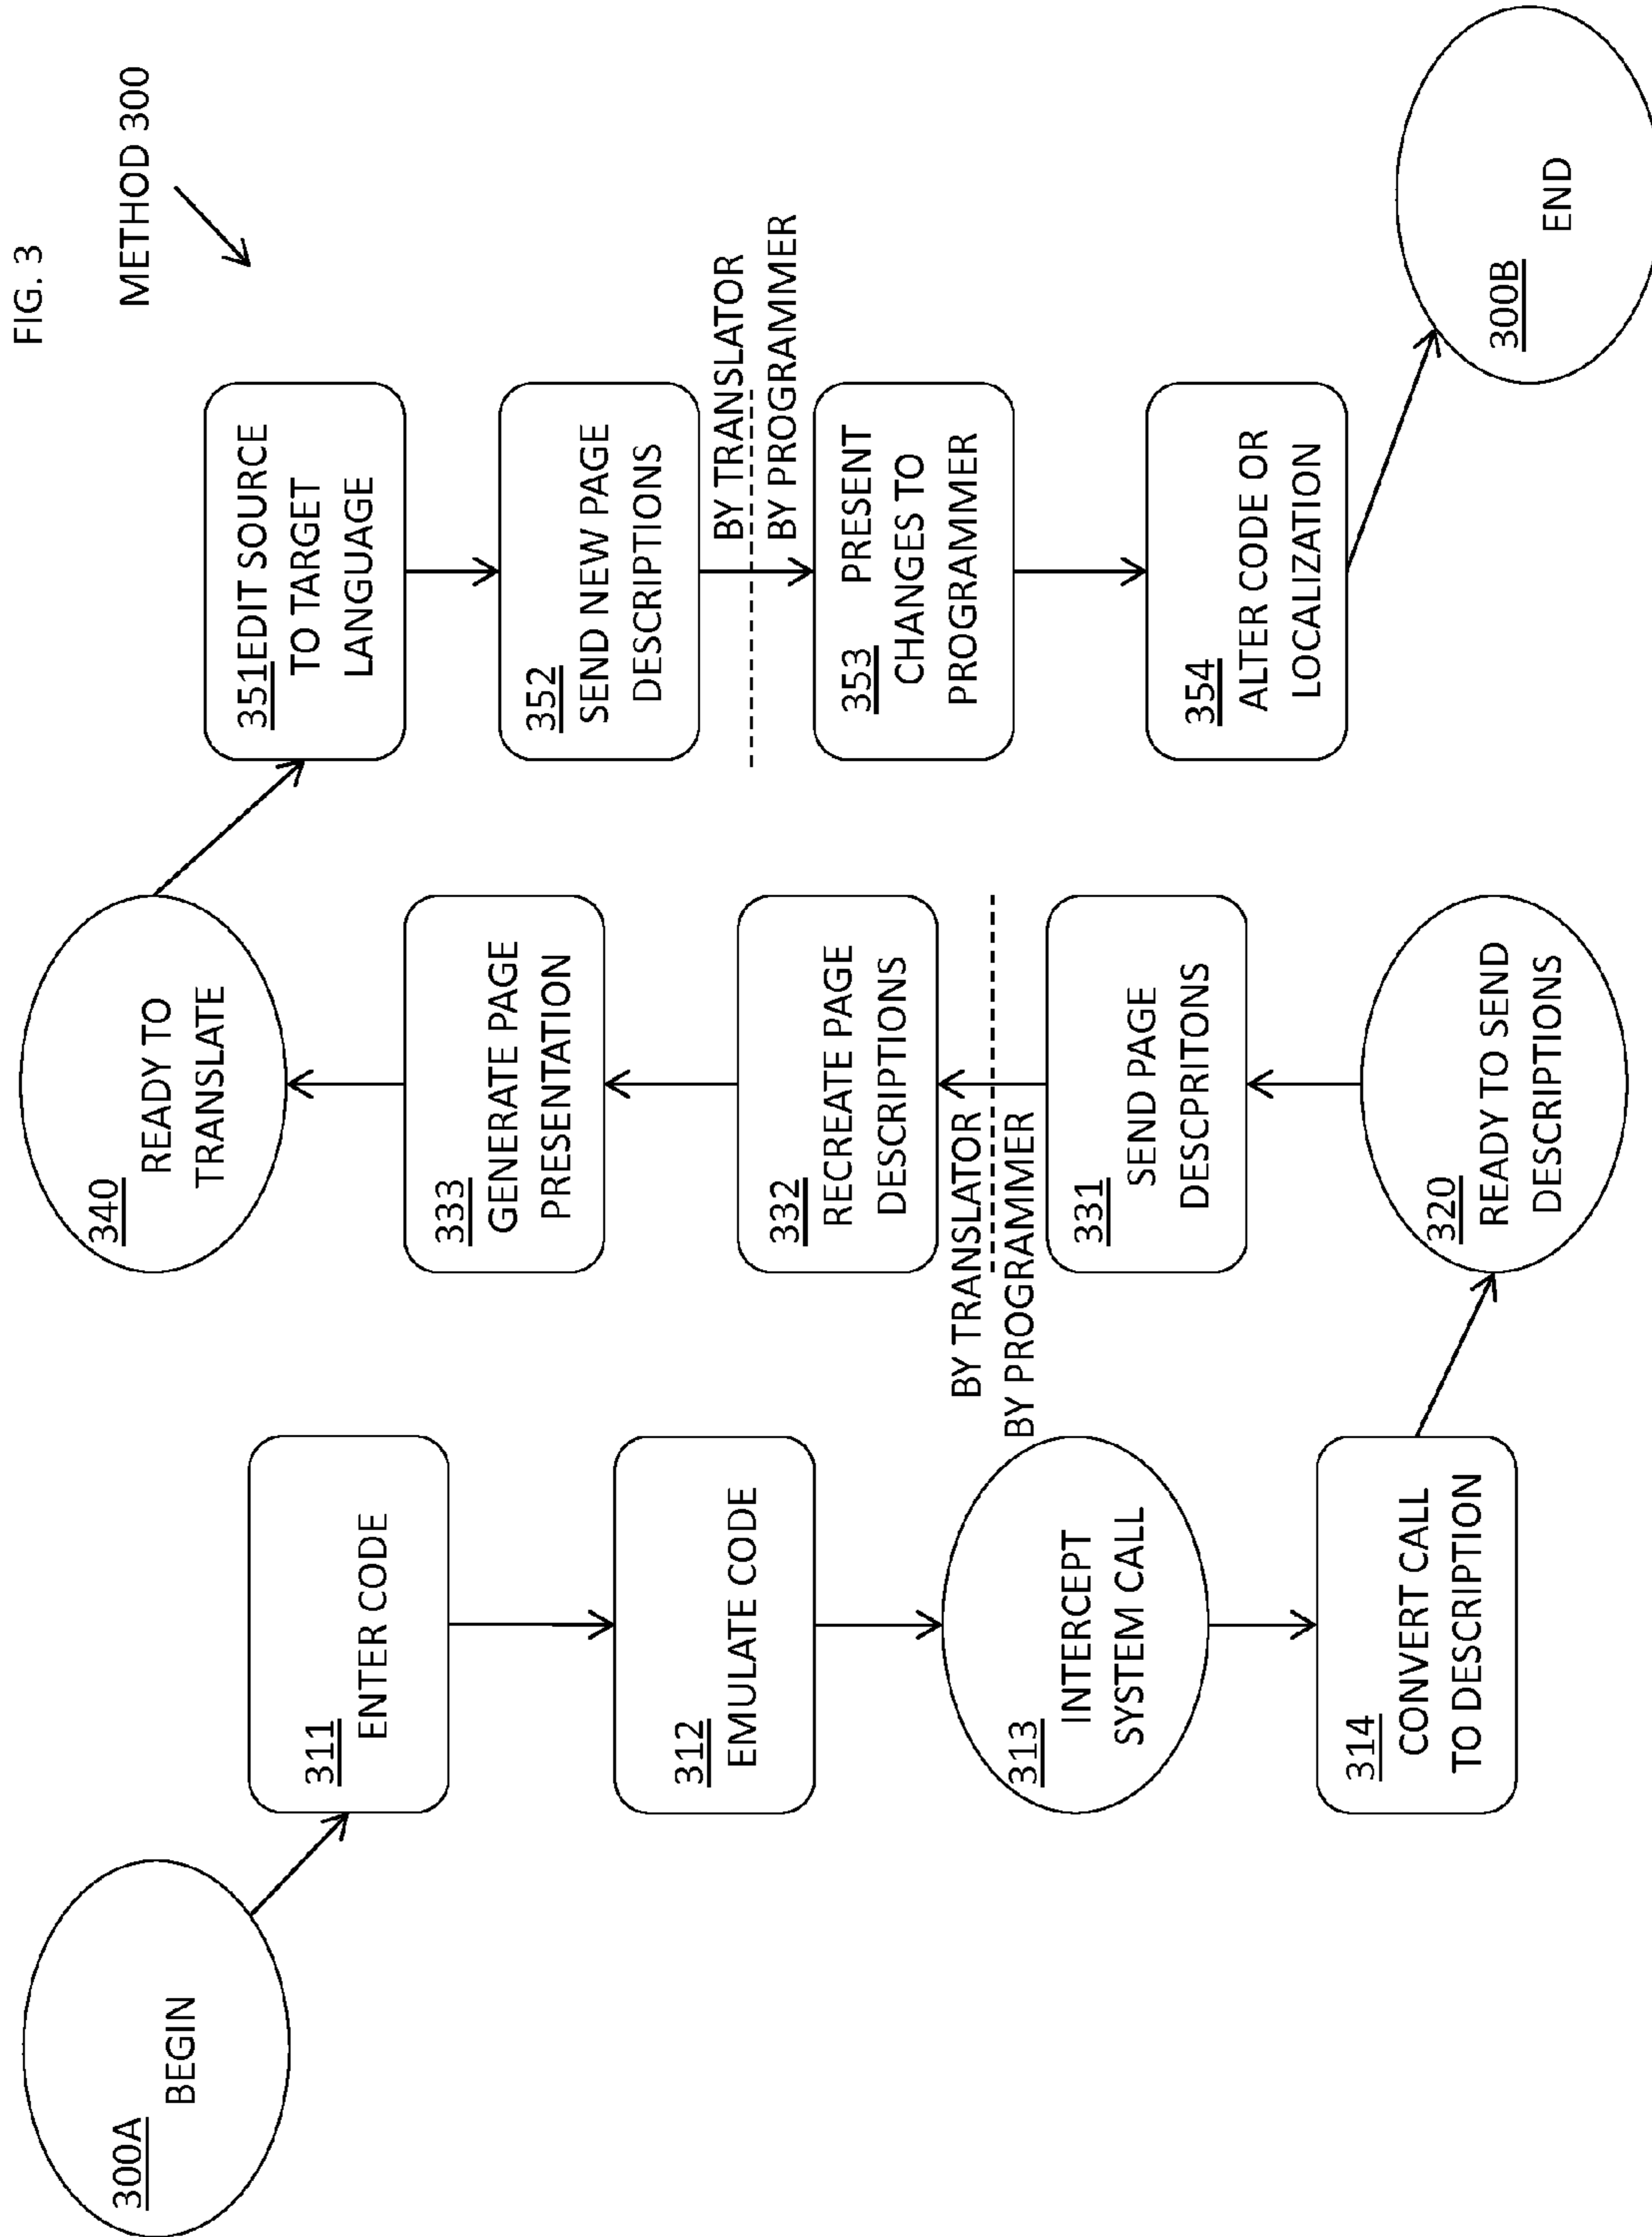 FIG. 3
METHOD 300
300A
BEGIN
311
ENTER CODE
312
EMULATE CODE
313
INTERCEPT
SYSTEM CALL
314
CONVERT CALL
TO DESCRIPTION
340
READY TO
TRANSLATE
333
GENERATE PAGE
PRESENTATION
332
RECREATE PAGE
DESCRIPTIONS
BY TRANSLATOR
BY PROGRAMMER
331
SEND PAGE
DESCPRITONS
320
READY TO SEND
DESCRIPTIONS
351EDIT SOURCE
TO TARGET
LANGUAGE
352
SEND NEW PAGE
DESCRIPTIONS
BY TRANSLATOR
BY PROGRAMMER
353 PRESENT
CHANGES TO
PROGRAMMER
354
ALTER CODE OR
LOCALIZATION
300B
END